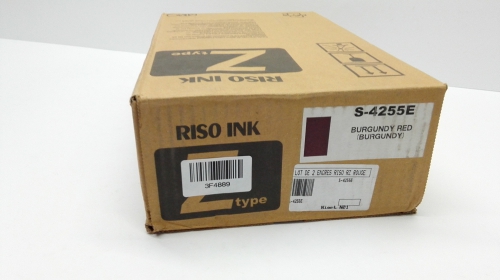 RISO INK
Z type
S-4255E
BURGUNDY RED
(BURGUNDY)
RISO INK
Z
type
3F4889
LOT DE 2 ENCRES RISO RZ ROUGE
S-4255E
-4255E